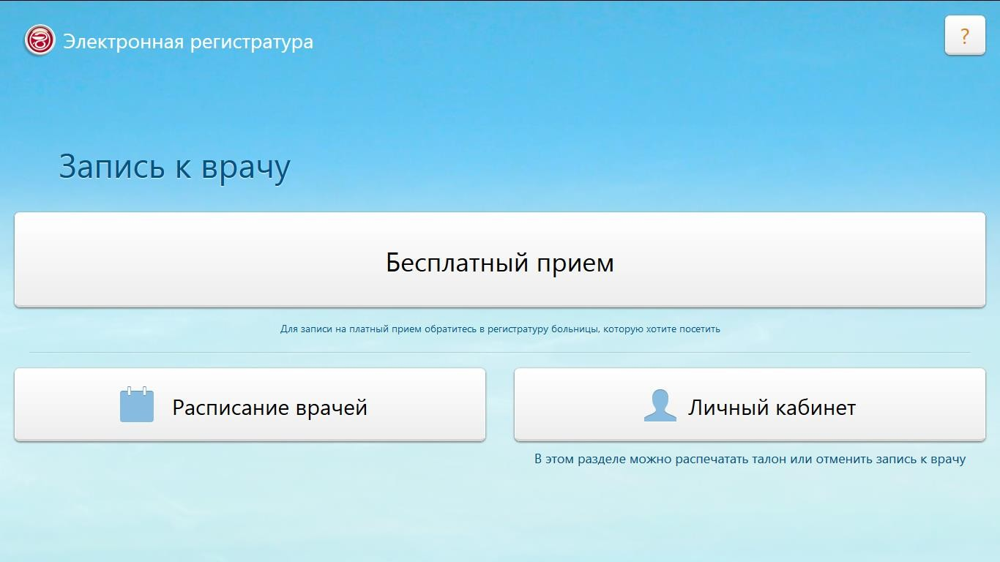 Электронная регистратура
?
Запись к врачу
Бесплатный прием
Для записи на платный прием обратитесь в регистратуру больницы, которую хотите посетить
Расписание врачей
Личный кабинет
В этом разделе можно распечатать талон или отменить запись к врачу